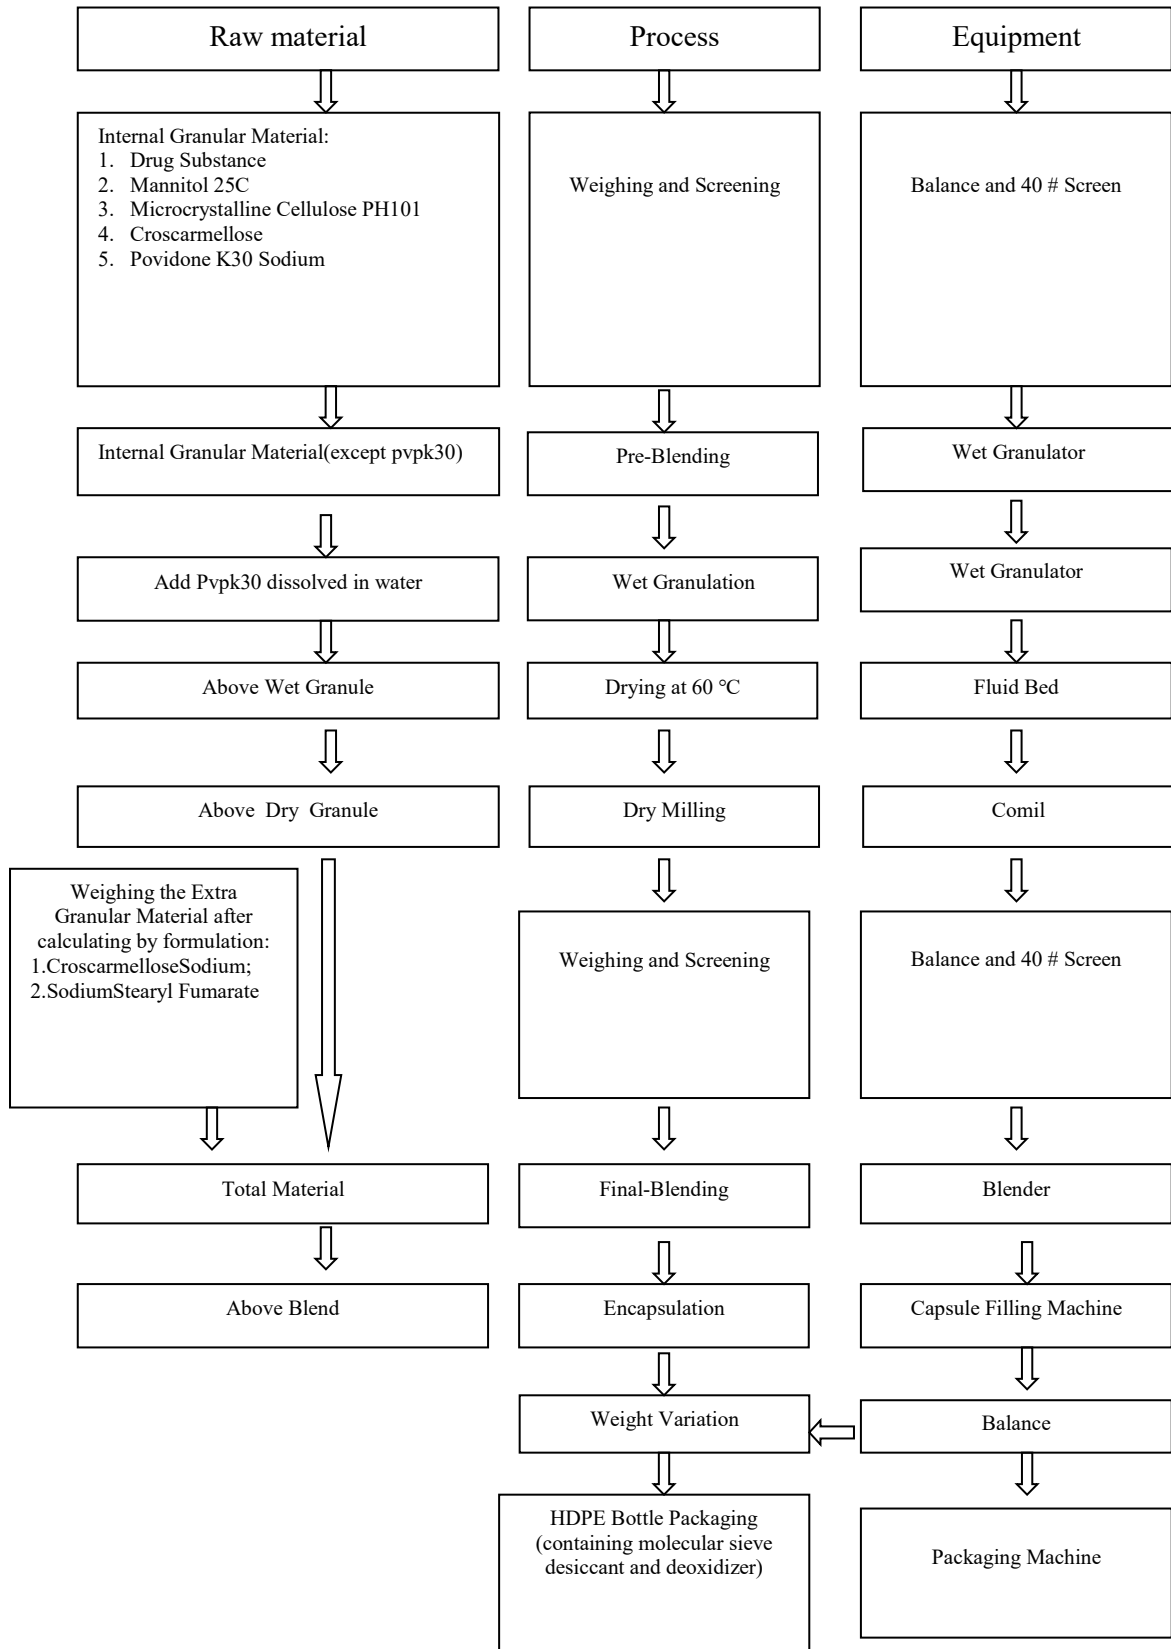 Raw material
Process
Equipment
Internal Granular Material:
1. Drug Substance
2. Mannitol 25C
3. Microcrystalline Cellulose PH101
4. Croscarmellose
5. Povidone K30 Sodium
Weighing and Screening
Balance and 40 # Screen
Internal Granular Material(except pvpk30)
Pre-Blending
Wet Granulator
Add Pvpk30 dissolved in water
Wet Granulation
Wet Granulator
Above Wet Granule
Drying at 60 ℃
Fluid Bed
Above Dry Granule
Dry Milling
Comil
Weighing the Extra
Granular Material after
calculating by formulation:
1.CroscarmelloseSodium;
2.SodiumStearyl Fumarate
Weighing and Screening
Balance and 40 # Screen
Total Material
Final-Blending
Blender
Above Blend
Encapsulation
Capsule Filling Machine
Weight Variation
Balance
HDPE Bottle Packaging
(containing molecular sieve
desiccant and deoxidizer)
Packaging Machine